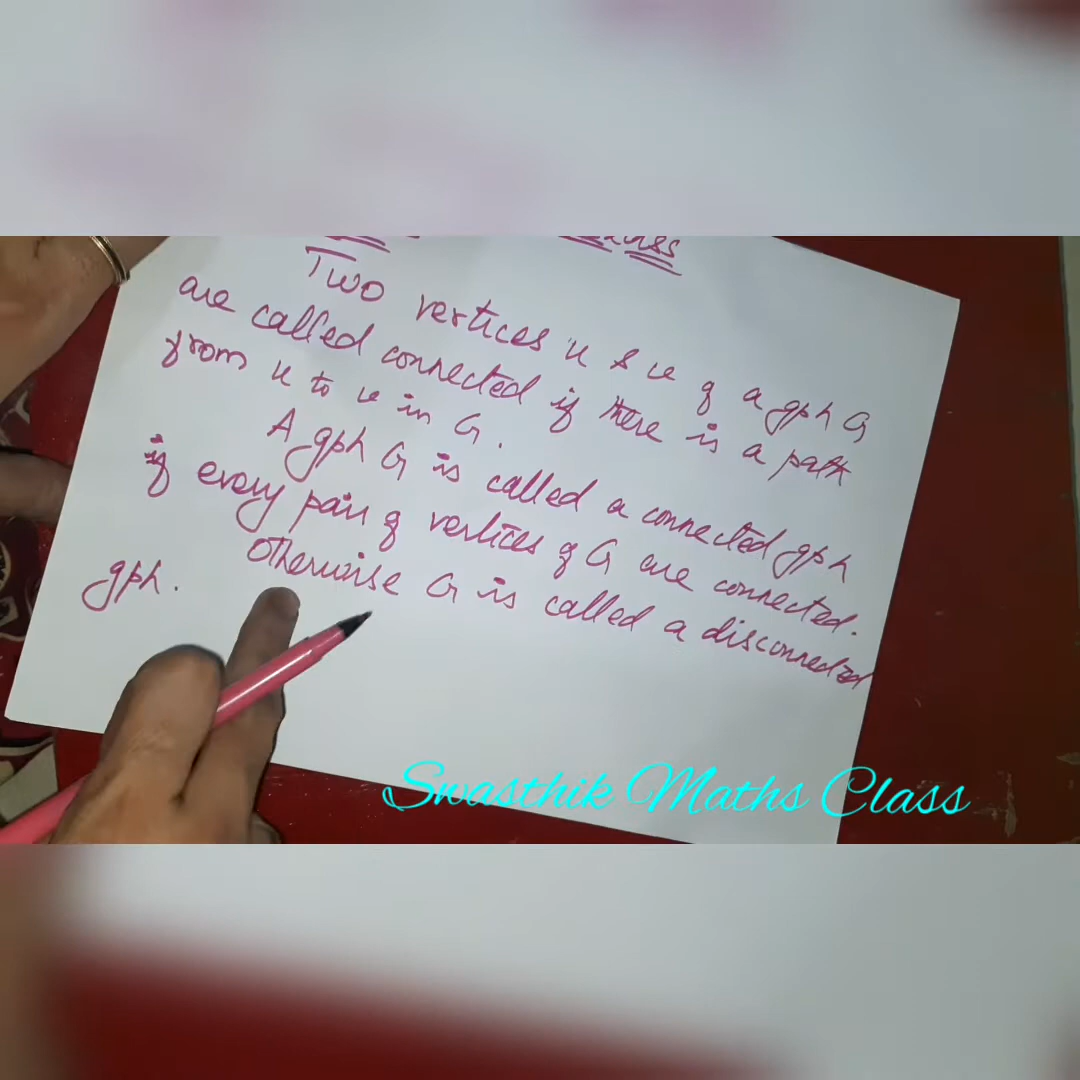 Two vertices u & v of a gph G
are called connected if there is a path
from u to v in G.
A gph G is called a connected gph
if every pair of vertices of G are connected.
Otherwise G is called a disconnected
gph.
Swasthik Maths Class